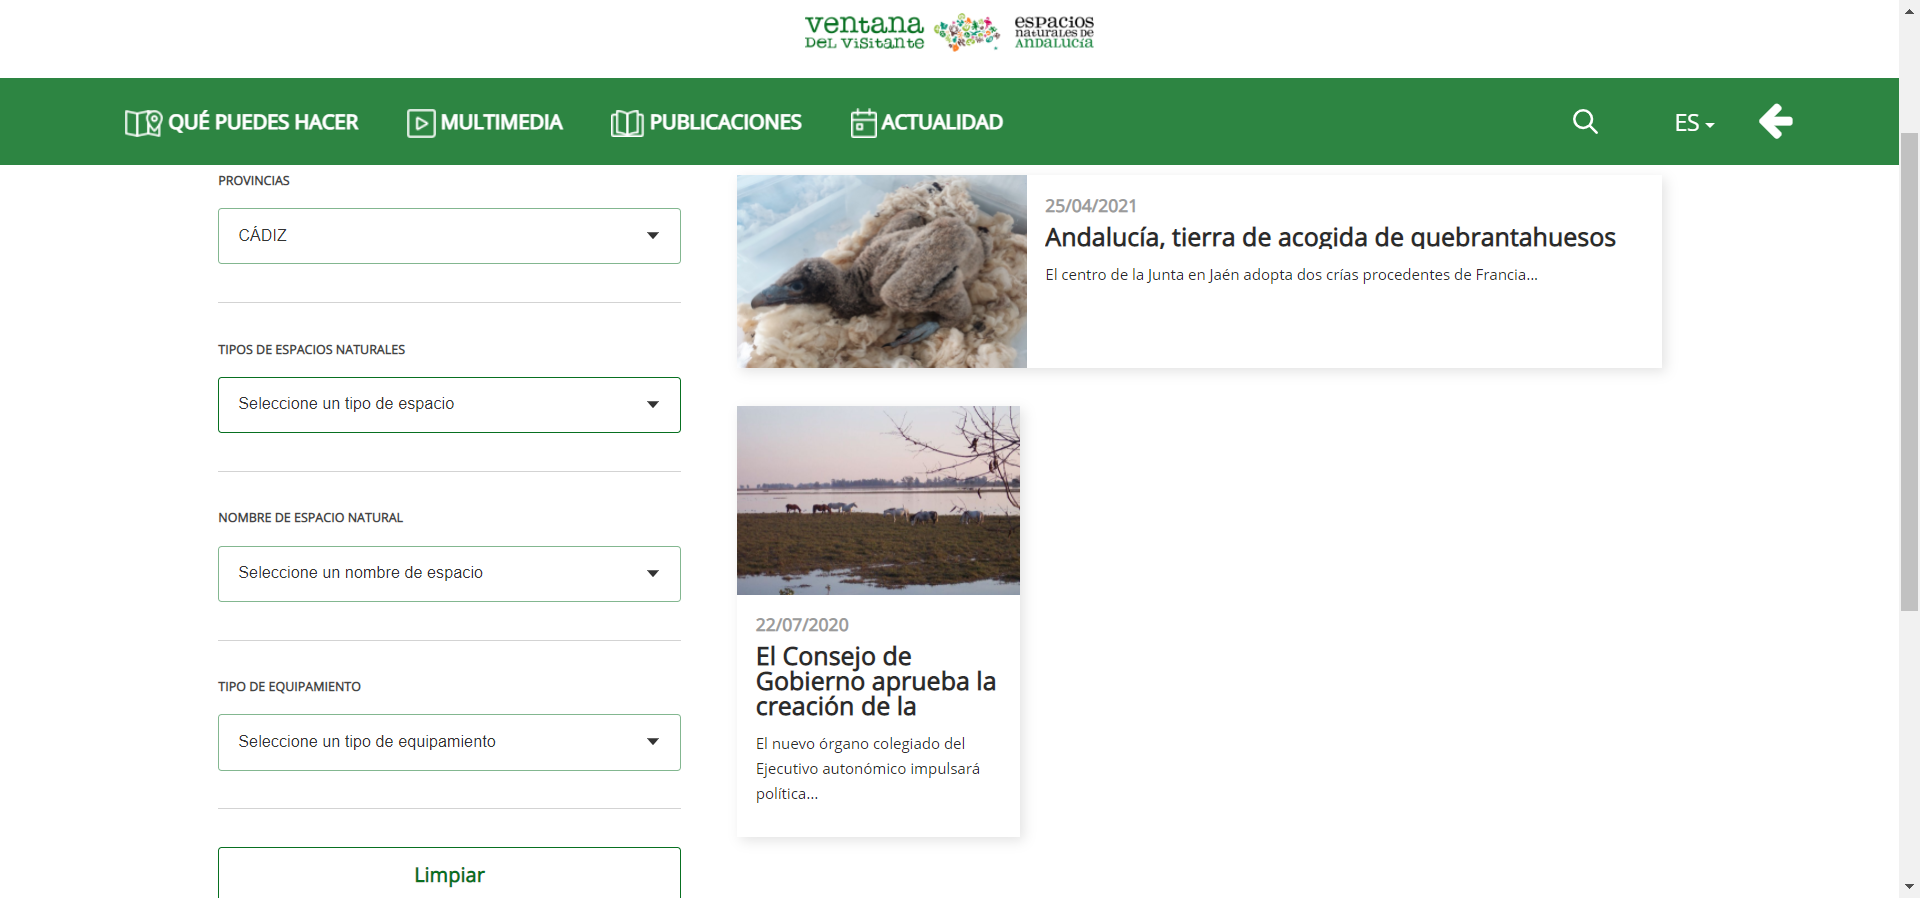 ventana
DEL VISITANTE
espacios
naturales de
ANDALUCÍA
QUÉ PUEDES HACER
MULTIMEDIA
PUBLICACIONES
ACTUALIDAD
ES
PROVINCIAS
CÁDIZ
TIPOS DE ESPACIOS NATURALES
Seleccione un tipo de espacio
NOMBRE DE ESPACIO NATURAL
Seleccione un nombre de espacio
TIPO DE EQUIPAMIENTO
Seleccione un tipo de equipamiento
Limpiar
25/04/2021
Andalucía, tierra de acogida de quebrantahuesos
El centro de la Junta en Jaén adopta dos crías procedentes de Francia...
22/07/2020
El Consejo de
Gobierno aprueba la
creación de la
El nuevo órgano colegiado del
Ejecutivo autonómico impulsará
política...